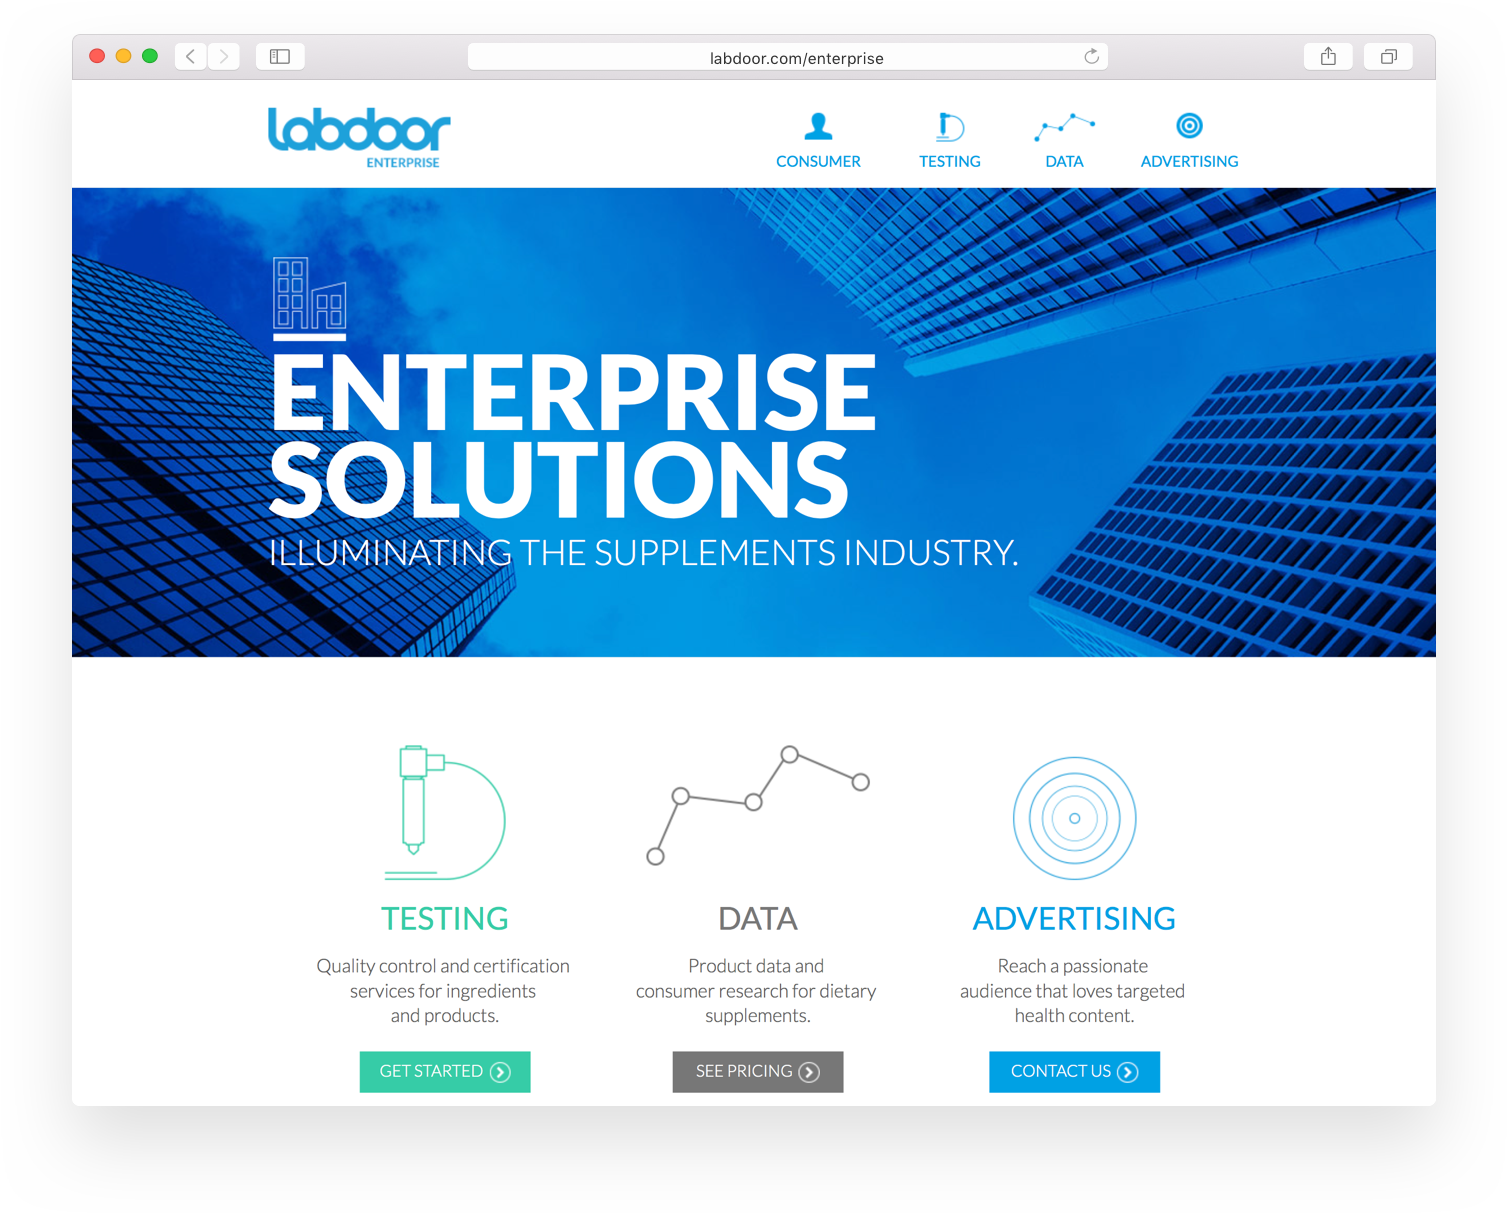 labdoor.com/enterprise
labdoor
ENTERPRISE
CONSUMER
TESTING
DATA
ADVERTISING
ENTERPRISE
SOLUTIONS
ILLUMINATING THE SUPPLEMENTS INDUSTRY.
TESTING
Quality control and certification
services for ingredients
and products.
GET STARTED
DATA
Product data and
consumer research for dietary
supplements.
SEE PRICING
ADVERTISING
Reach a passionate
audience that loves targeted
health content.
CONTACT US